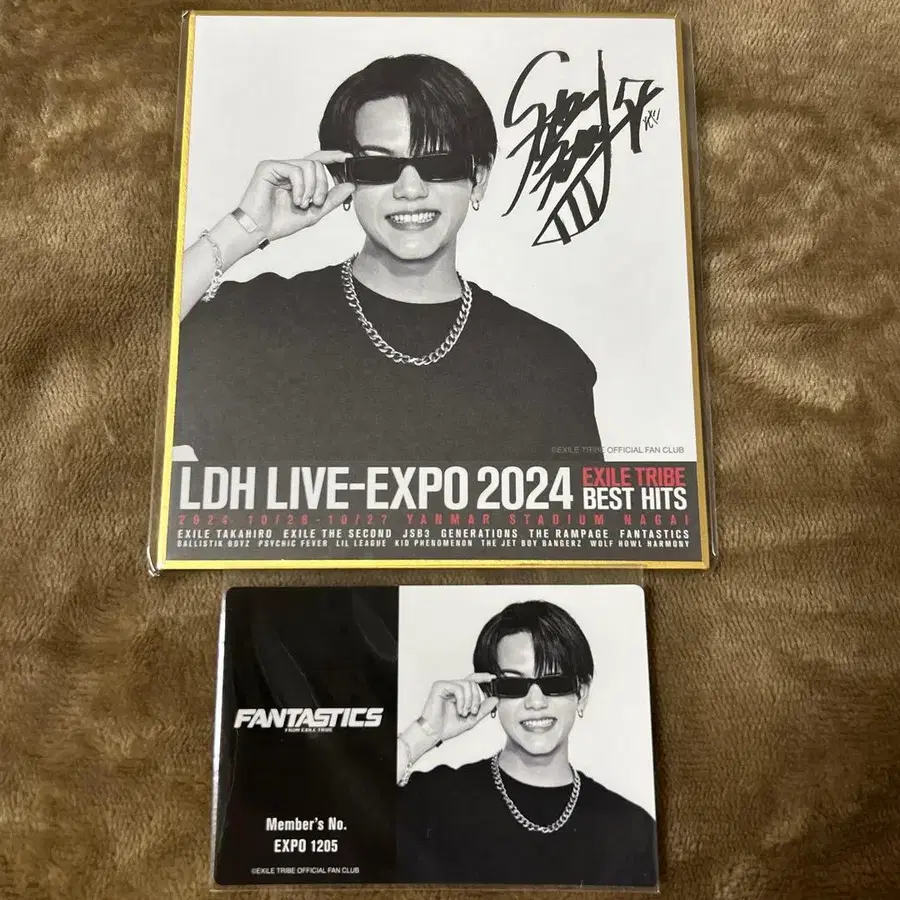 ©EXILE TRIBE OFFICIAL FAN CLUB
LDH LIVE-EXPO 2024 EXILE TRIBE BEST HITS
2024.10/26-10/27 YANMAR STADIUM NAGAI
EXILE TAKAHIRO EXILE THE SECOND JSB3 GENERATIONS THE RAMPAGE FANTASTICS
BALLISTIK BOYZ PSYCHIC FEVER LIL LEAGUE KID PHENOMENON THE JET BOY BANGERZ WOLF HOWL HARMONY
FANTASTICS
FROM EXILE TRIBE
Member's No.
EXPO 1205
©EXILE TRIBE OFFICIAL FAN CLUB